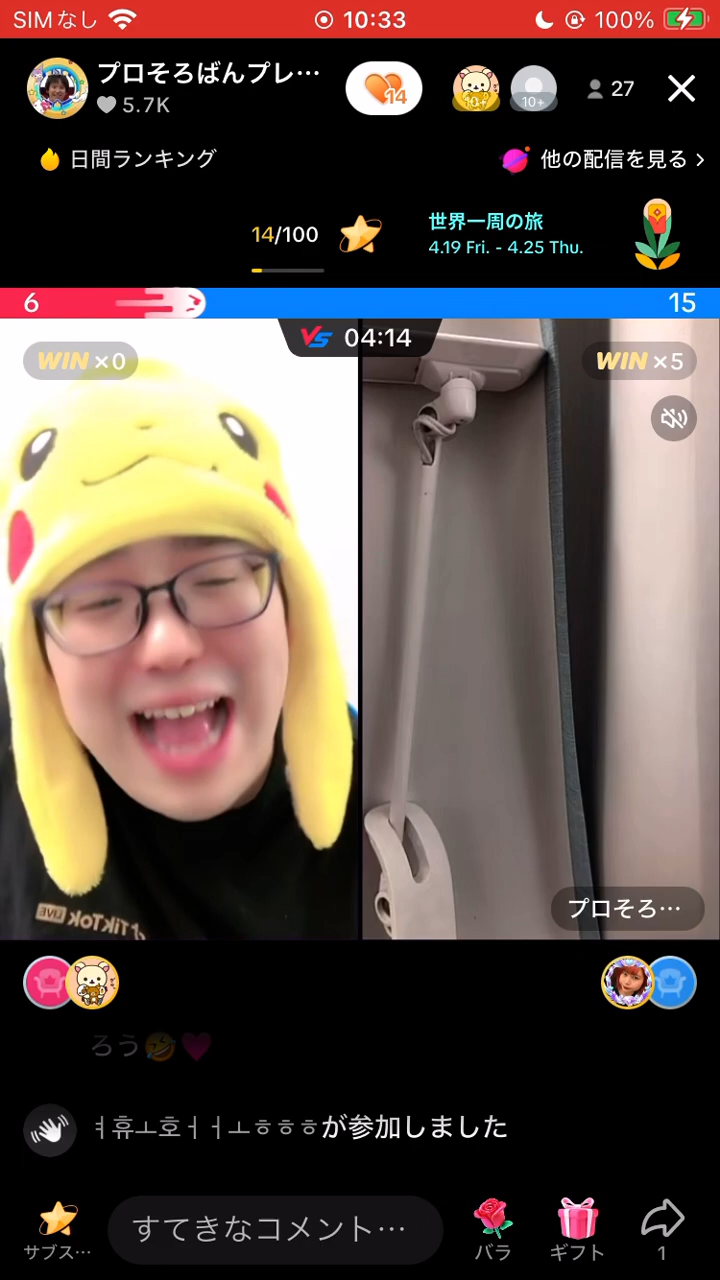 SIMなし 10:33 100%
プロそろばんプレ… 14 10+ 10+ 27
5.7K
日間ランキング 他の配信を見る
14/100 世界一周の旅
4.19 Fri. - 4.25 Thu.
6 15
VS 04:14
WIN ×0 WIN ×5
TikTok LIVE
プロそろ…
ろう🤣♥
ㅕ휴ㅗ호ㅓㅓㅗㅎㅎㅎが参加しました
サブス… すてきなコメント… バラ ギフト 1